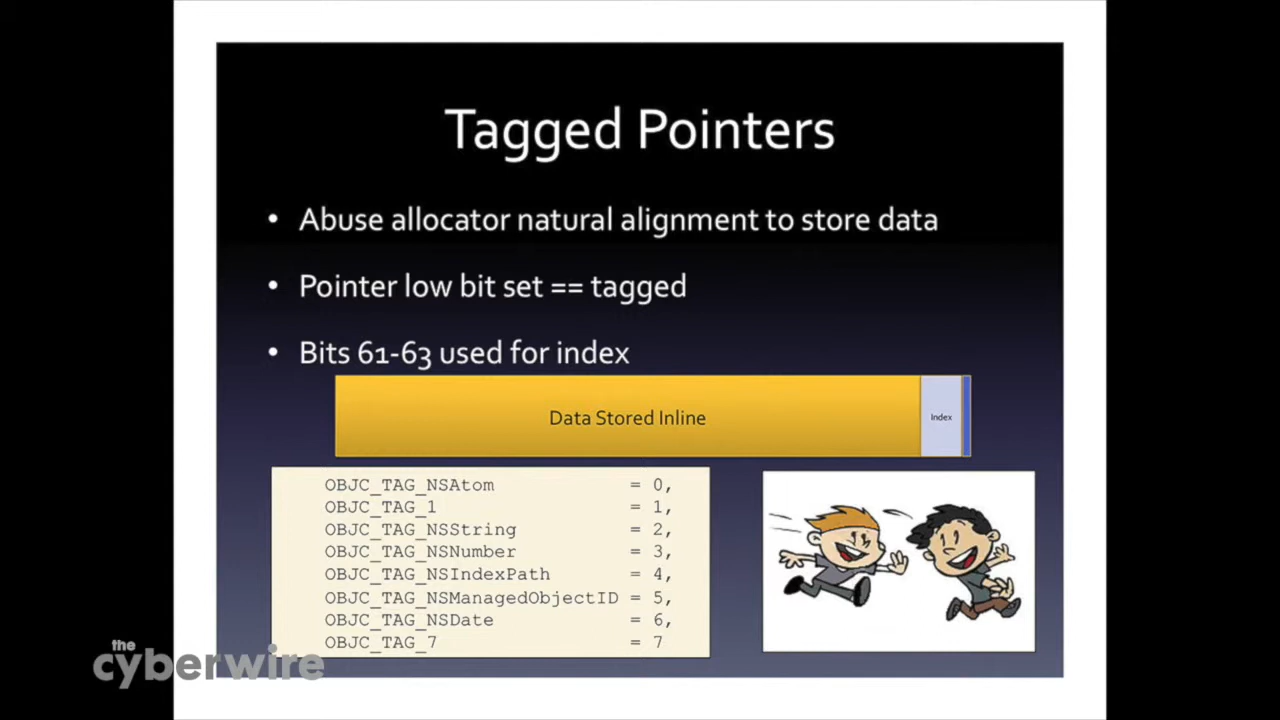 Tagged Pointers
• Abuse allocator natural alignment to store data
• Pointer low bit set == tagged
• Bits 61-63 used for index
Data Stored Inline
Index
OBJC_TAG_NSAtom = 0,
OBJC_TAG_1 = 1,
OBJC_TAG_NSString = 2,
OBJC_TAG_NSNumber = 3,
OBJC_TAG_NSIndexPath = 4,
OBJC_TAG_NSManagedObjectID = 5,
OBJC_TAG_NSDate = 6,
OBJC_TAG_7 = 7
the
cyberwire